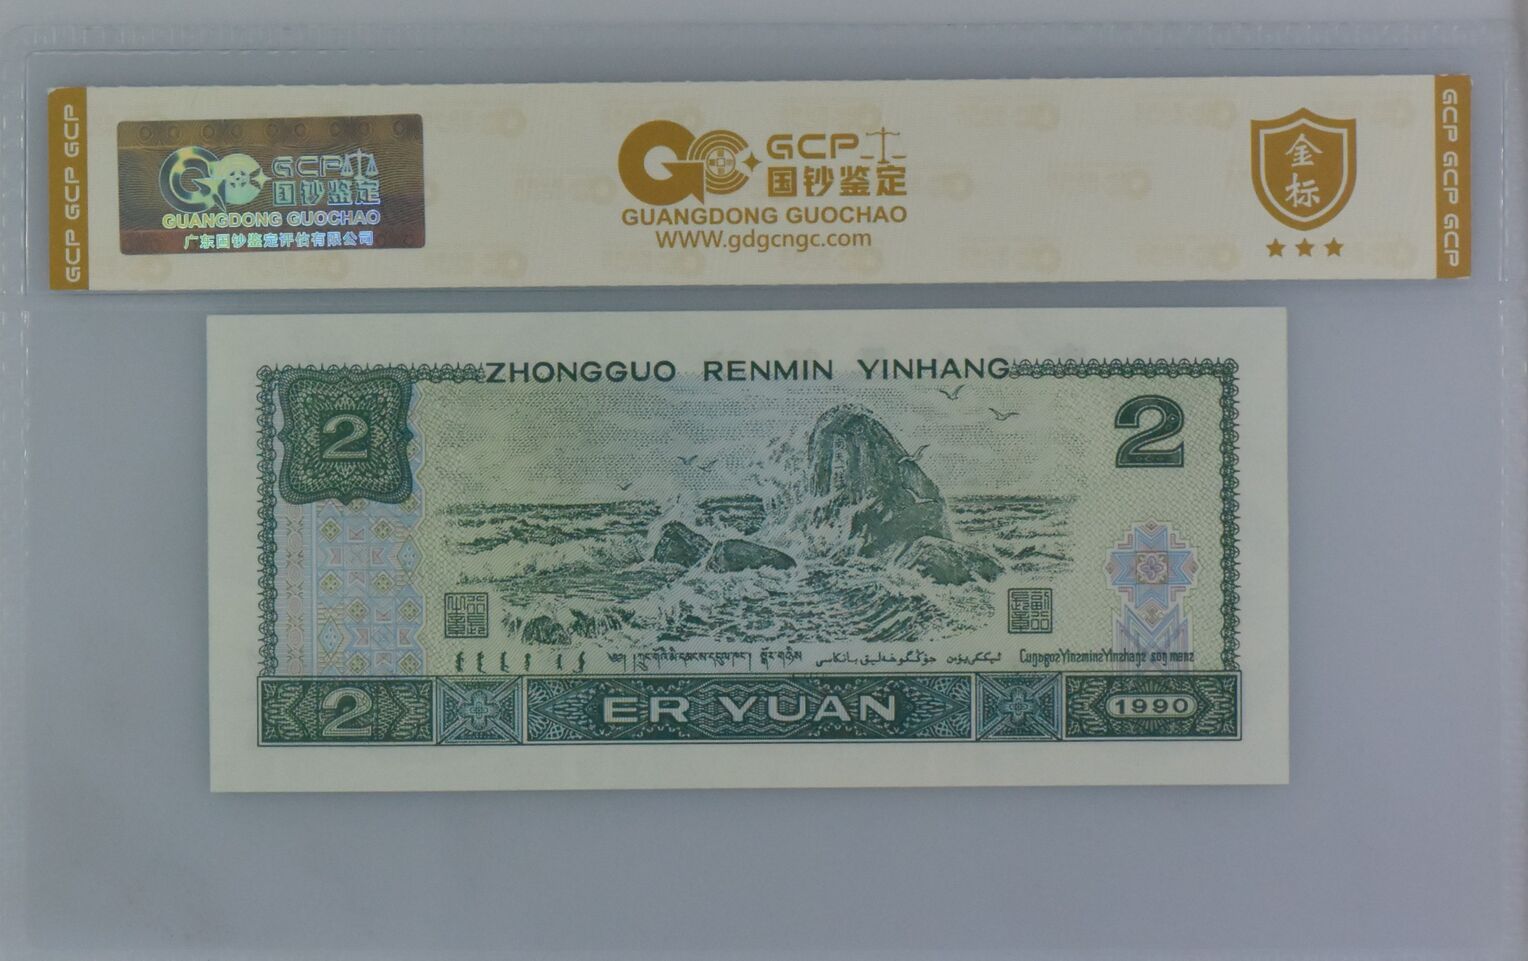 GCP GCP GCP
GCP
国钞鉴定
GUANGDONG GUOCHAO
广东国钞鉴定评估有限公司
GCP
国钞鉴定
GUANGDONG GUOCHAO
WWW.gdgcngc.com
金标
GCP GCP GCP
ZHONGGUO RENMIN YINHANG
2
2
2
ER YUAN
1990